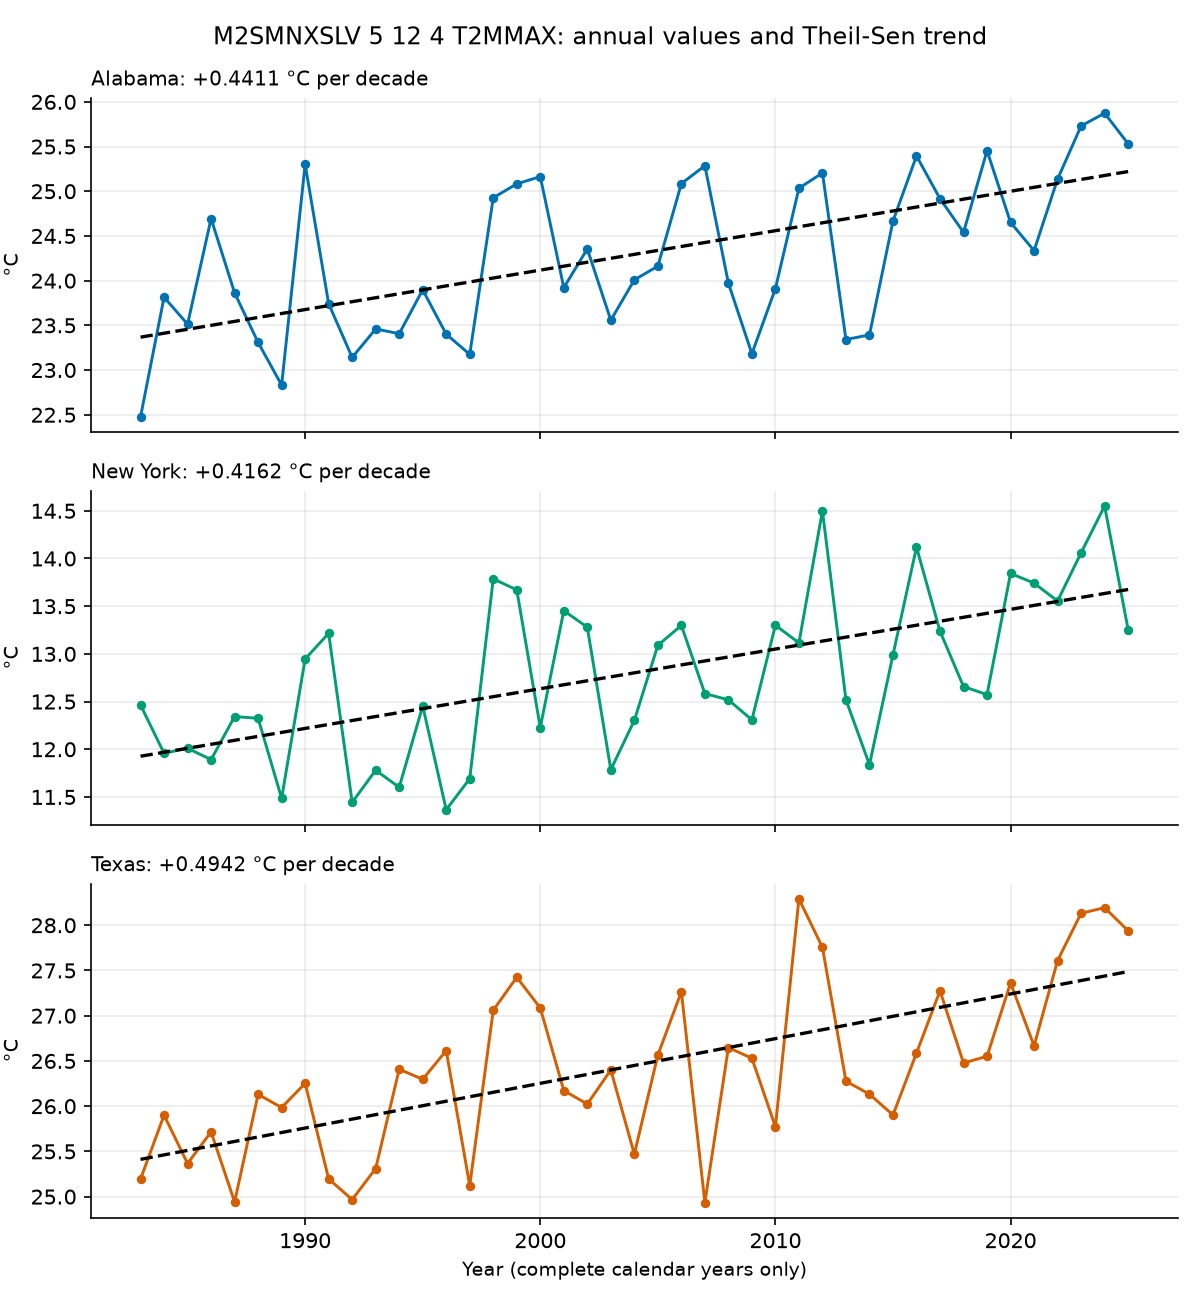 M2SMNXSLV 5 12 4 T2MMAX: annual values and Theil-Sen trend
Alabama: +0.4411 °C per decade
26.0
25.5
25.0
24.5
24.0
23.5
23.0
22.5
°C
New York: +0.4162 °C per decade
14.5
14.0
13.5
13.0
12.5
12.0
11.5
°C
Texas: +0.4942 °C per decade
28.0
27.5
27.0
26.5
26.0
25.5
25.0
°C
1990 2000 2010 2020
Year (complete calendar years only)